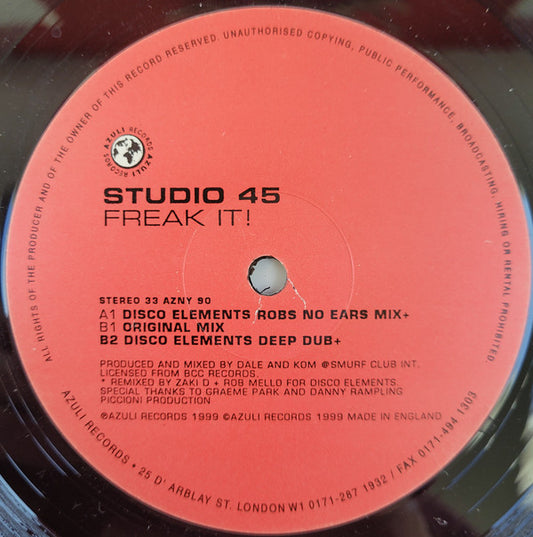 ALL RIGHTS OF THE PRODUCER AND OF THE OWNER OF THIS RECORD RESERVED. UNAUTHORISED COPYING, PUBLIC PERFORMANCE, BROADCASTING, HIRING OR RENTAL PROHIBITED.
AZULI RECORDS AZULI RECORDS
STUDIO 45
FREAK IT!
STEREO 33 AZNY 90
A1 DISCO ELEMENTS ROBS NO EARS MIX+
B1 ORIGINAL MIX
B2 DISCO ELEMENTS DEEP DUB+
PRODUCED AND MIXED BY DALE AND KOM @SMURF CLUB INT.
LICENSED FROM BCC RECORDS.
* REMIXED BY ZAKI D + ROB MELLO FOR DISCO ELEMENTS.
SPECIAL THANKS TO GRAEME PARK AND DANNY RAMPLING
PICCIONI PRODUCTION
℗AZULI RECORDS 1999 ©AZULI RECORDS 1999 MADE IN ENGLAND
AZULI RECORDS • 25 D' ARBLAY ST. LONDON W1 0171-287 1932 / FAX 0171-494 1303